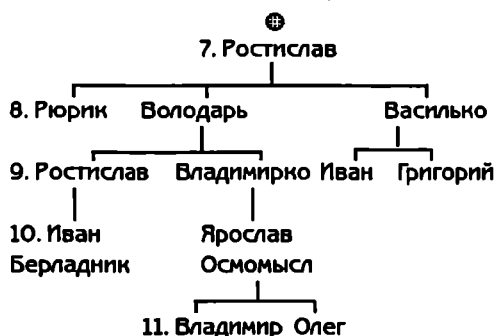 7. Ростислав
8. Рюрик Володарь Василько
9. Ростислав Владимирко Иван Григорий
10. Иван Ярослав
Берладник Осмомысл
11. Владимир Олег